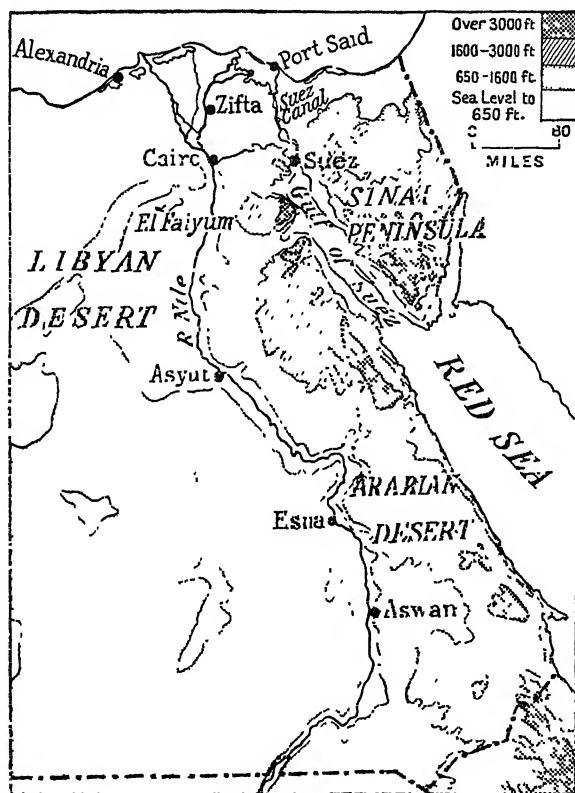 Over 3000 ft
1600-3000 ft
650-1600 ft.
Sea Level to
650 ft.
0 80
MILES
Alexandria
Port Said
Zifta
Suez
Canal
Cairo
Suez
SINAI
PENINSULA
El Faiyum
Gulf of Suez
LIBYAN
DESERT
R Nile
Asyut
RED SEA
ARABIAN
DESERT
Esna
Aswan